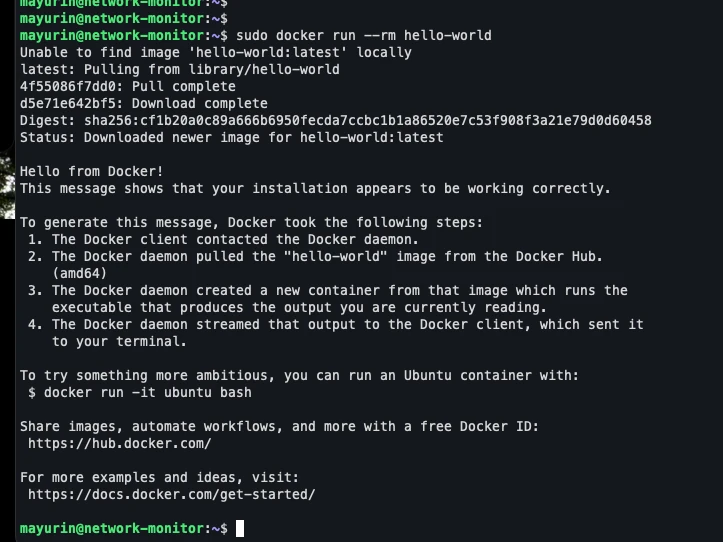 mayurin@network-monitor:~$
mayurin@network-monitor:~$
mayurin@network-monitor:~$ sudo docker run --rm hello-world
Unable to find image 'hello-world:latest' locally
latest: Pulling from library/hello-world
4f55086f7dd0: Pull complete
d5e71e642bf5: Download complete
Digest: sha256:cf1b20a0c89a666b6950fecda7ccbc1b1a86520e7c53f908f3a21e79d0d60458
Status: Downloaded newer image for hello-world:latest

Hello from Docker!
This message shows that your installation appears to be working correctly.

To generate this message, Docker took the following steps:
 1. The Docker client contacted the Docker daemon.
 2. The Docker daemon pulled the "hello-world" image from the Docker Hub.
    (amd64)
 3. The Docker daemon created a new container from that image which runs the
    executable that produces the output you are currently reading.
 4. The Docker daemon streamed that output to the Docker client, which sent it
    to your terminal.

To try something more ambitious, you can run an Ubuntu container with:
 $ docker run -it ubuntu bash

Share images, automate workflows, and more with a free Docker ID:
 https://hub.docker.com/

For more examples and ideas, visit:
 https://docs.docker.com/get-started/

mayurin@network-monitor:~$